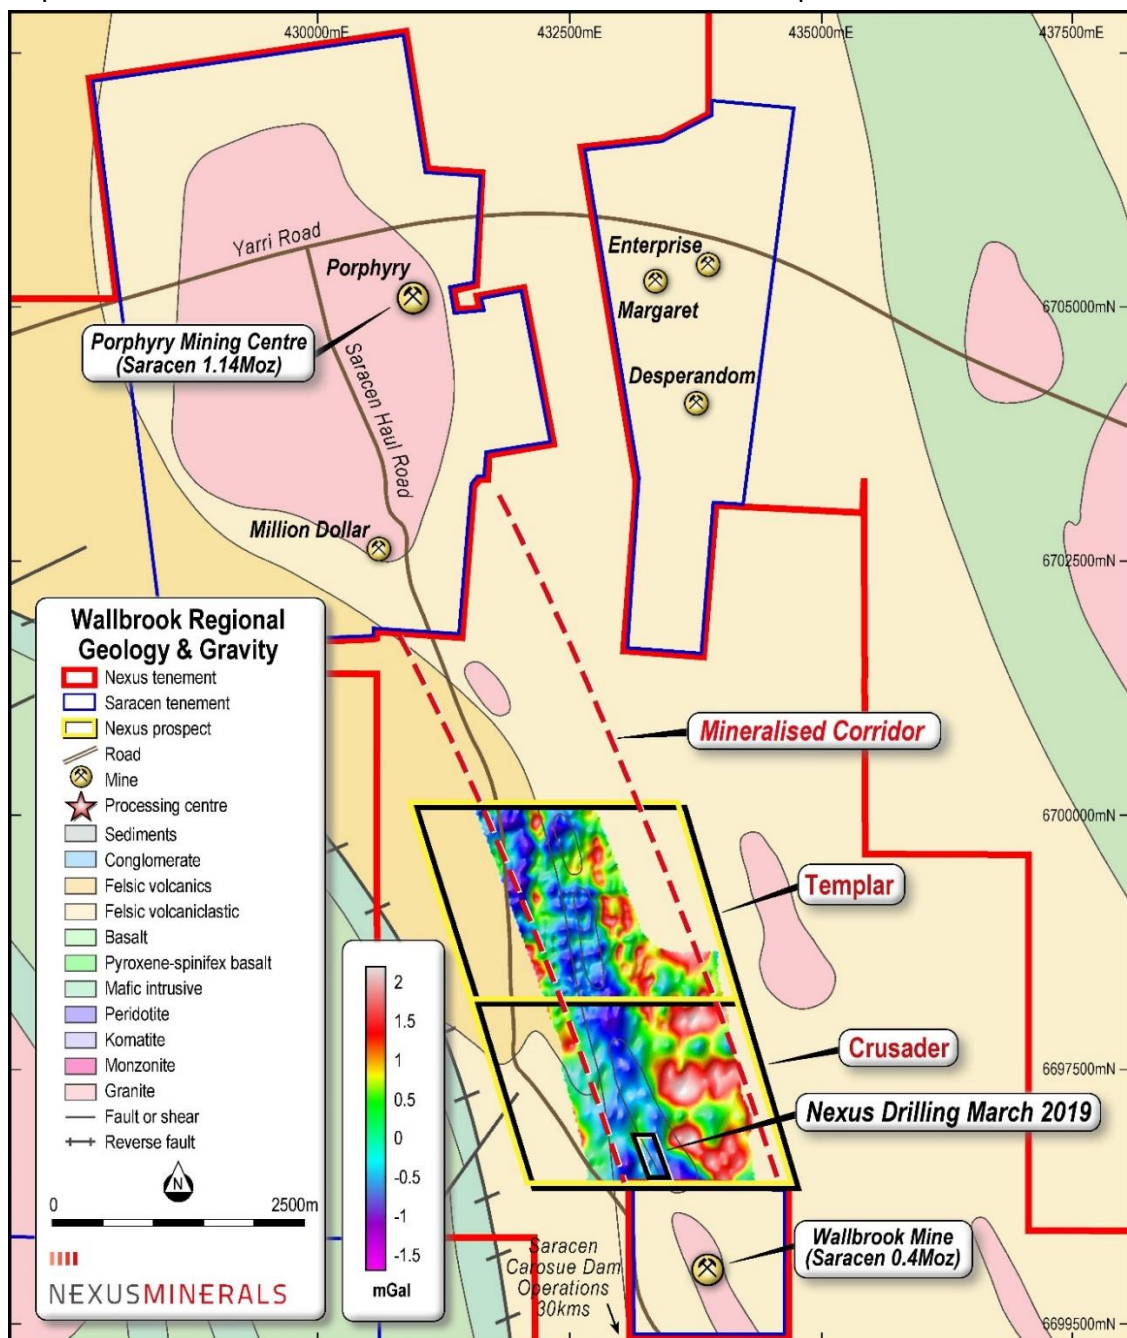 430000mE
432500mE
435000mE
437500mE
Yarri Road
Porphyry
Enterprise
Margaret
6705000mN
Porphyry Mining Centre
(Saracen 1.14Moz)
Saracen Haul Road
Desperandom
Million Dollar
6702500mN
Wallbrook Regional
Geology & Gravity
Nexus tenement
Saracen tenement
Nexus prospect
Road
Mine
Processing centre
Sediments
Conglomerate
Felsic volcanics
Felsic volcaniclastic
Basalt
Pyroxene-spinifex basalt
Mafic intrusive
Peridotite
Komatite
Monzonite
Granite
Fault or shear
Reverse fault
N
0 2500m
NEXUSMINERALS
Mineralised Corridor
6700000mN
Templar
2
1.5
1
0.5
0
-0.5
-1
-1.5
mGal
Crusader
6697500mN
Nexus Drilling March 2019
Wallbrook Mine
(Saracen 0.4Moz)
Saracen
Carosue Dam
Operations
30kms
6699500mN